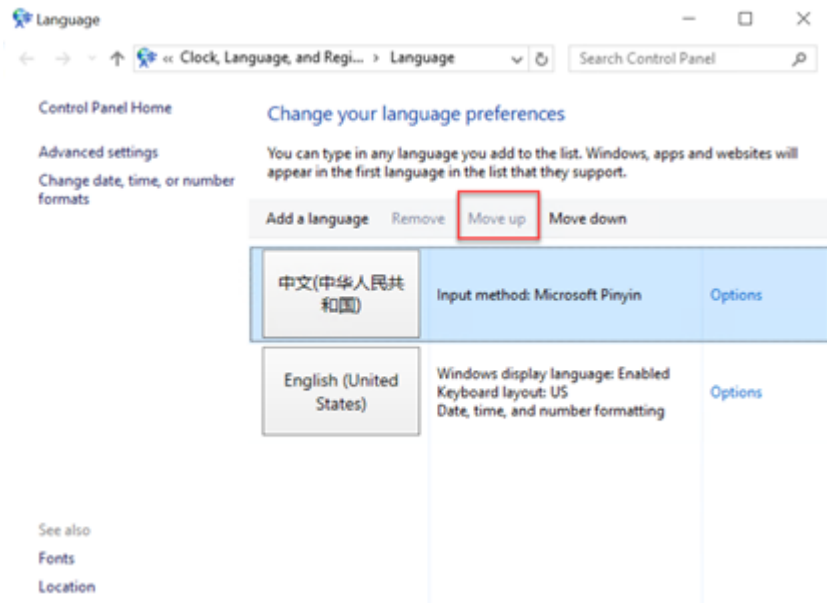 Language
« Clock, Language, and Regi... › Language
Search Control Panel
Control Panel Home
Advanced settings
Change date, time, or number
formats
Change your language preferences
You can type in any language you add to the list. Windows, apps and websites will
appear in the first language in the list that they support.
Add a language Remove Move up Move down
中文(中华人民共
和国)
Input method: Microsoft Pinyin
Options
English (United
States)
Windows display language: Enabled
Keyboard layout: US
Date, time, and number formatting
Options
See also
Fonts
Location